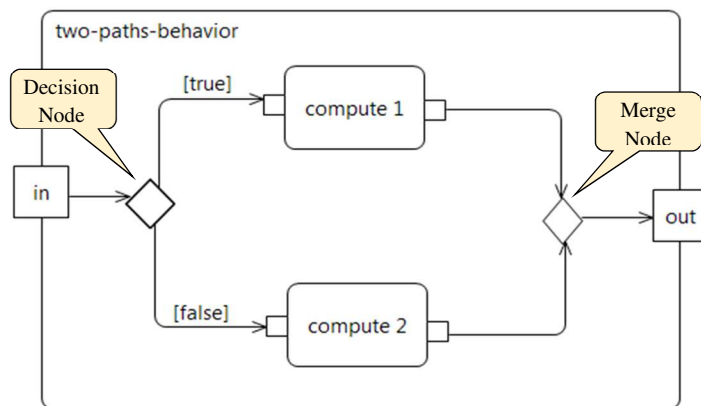 two-paths-behavior
Decision
Node
[true]
compute 1
Merge
Node
in
out
[false]
compute 2